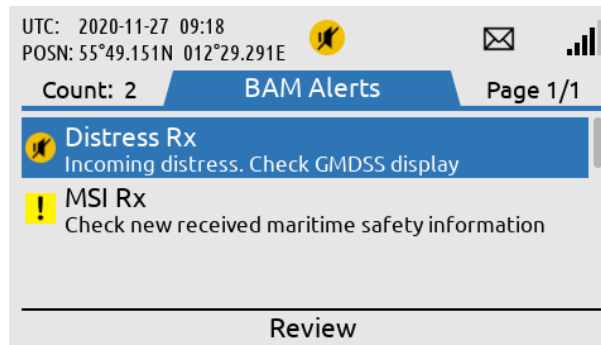 UTC: 2020-11-27 09:18
POSN: 55°49.151N 012°29.291E
Count: 2 BAM Alerts Page 1/1
Distress Rx
Incoming distress. Check GMDSS display
! MSI Rx
Check new received maritime safety information
Review